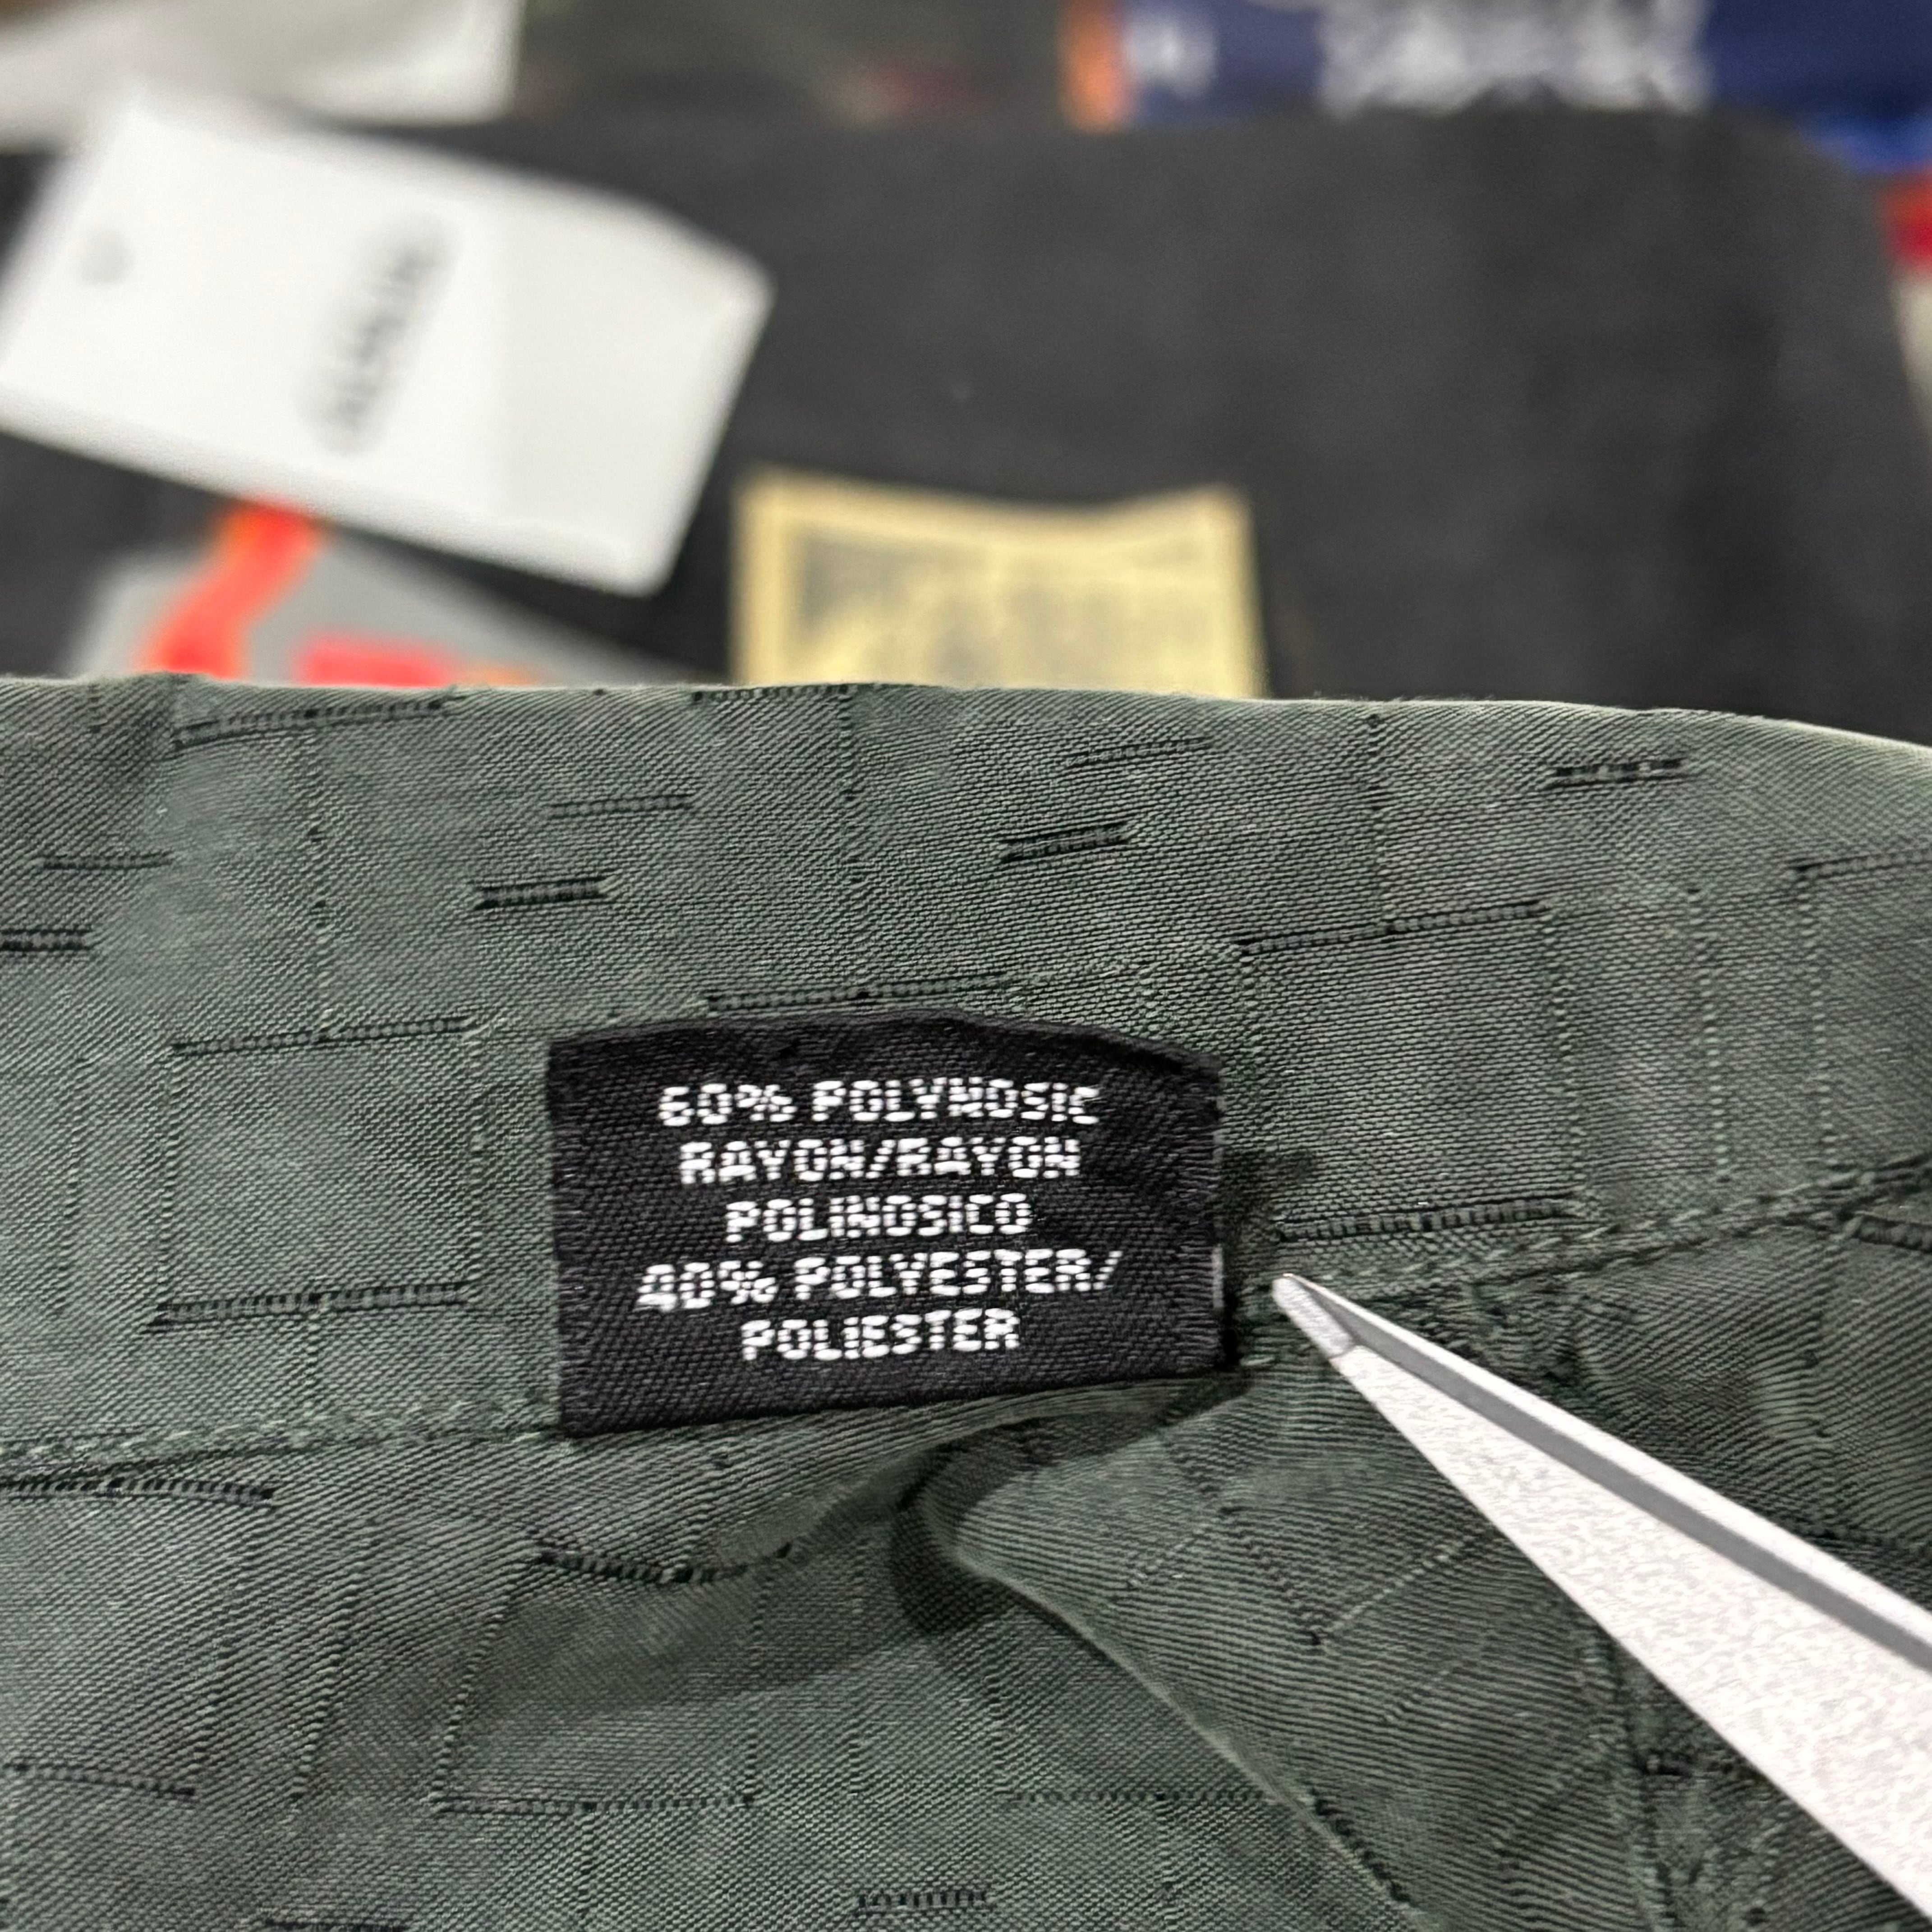 60% POLYNOSIC
RAYON/RAYON
POLINOSICO
40% POLYESTER/
POLIESTER